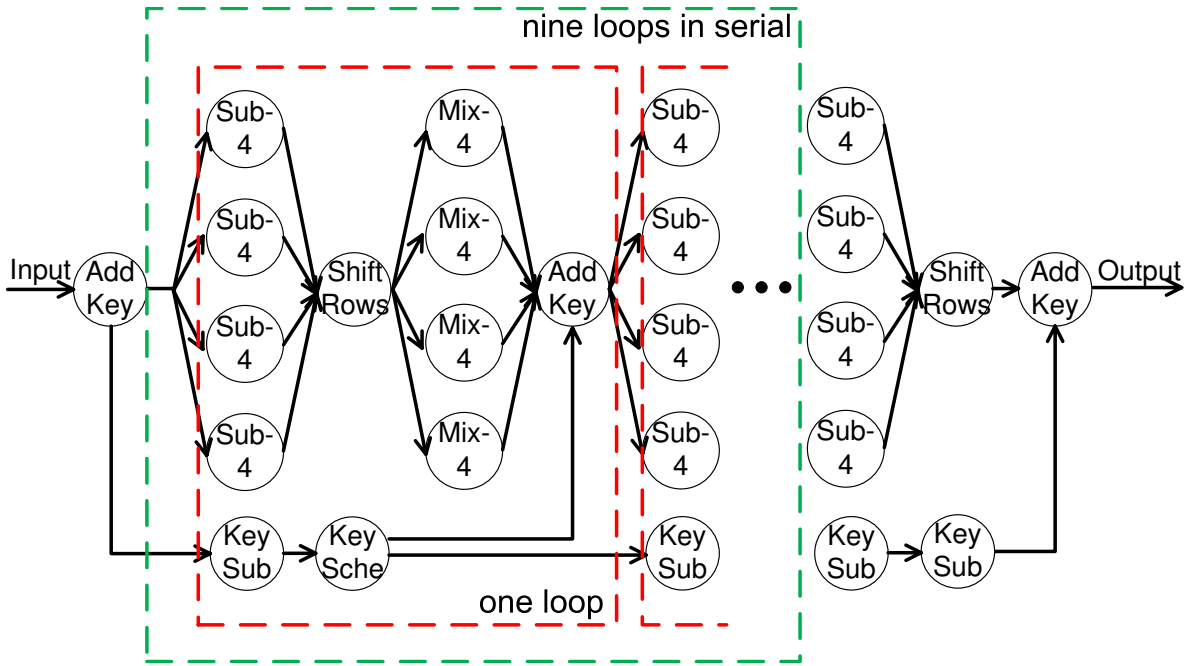 nine loops in serial
Input
Add
Key
Sub-
4
Sub-
4
Sub-
4
Sub-
4
Key
Sub
Shift
Rows
Key
Sche
Mix-
4
Mix-
4
Mix-
4
Mix-
4
Add
Key
one loop
Sub-
4
Sub-
4
Sub-
4
Sub-
4
Key
Sub
Sub-
4
Sub-
4
Sub-
4
Sub-
4
Key
Sub
Shift
Rows
Key
Sub
Add
Key
Output